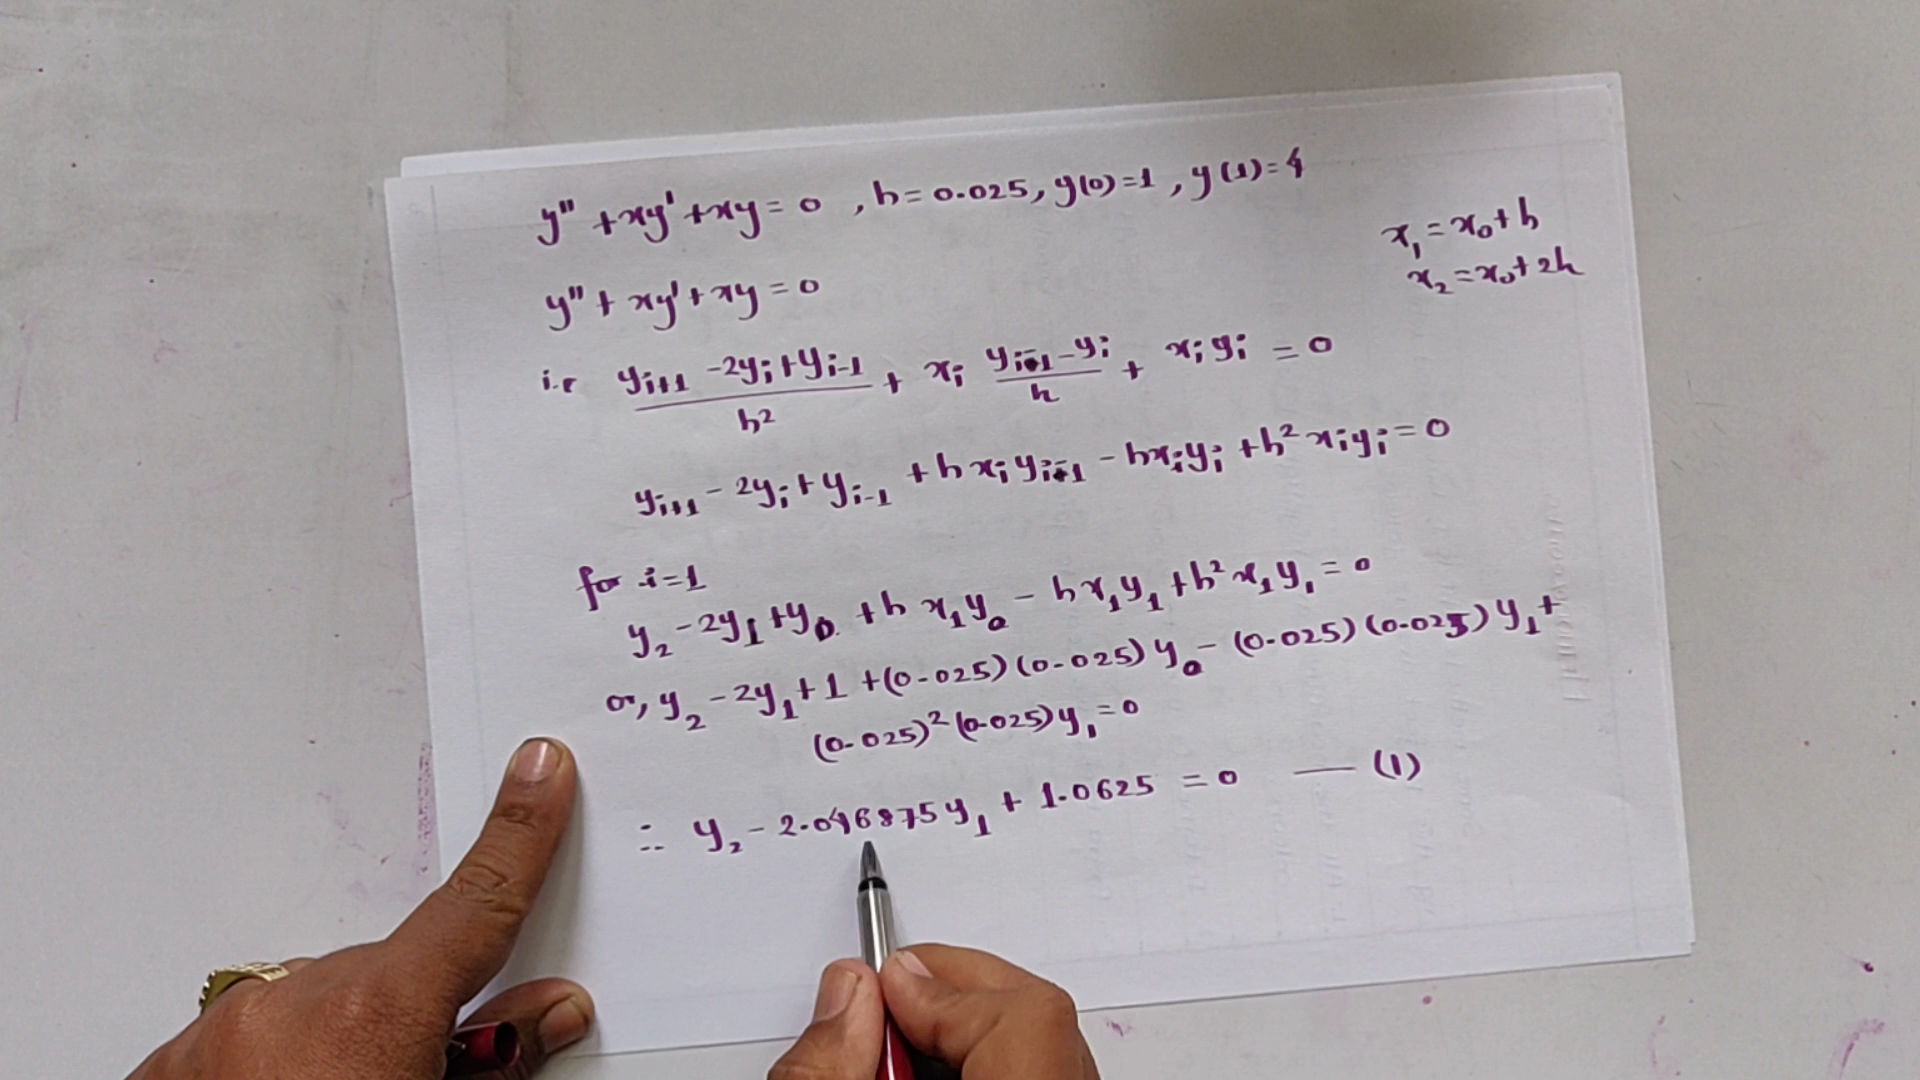 y" + xy' + xy = 0 , h = 0.025, y(0) = 1 , y(1) = 4
x₁ = x₀ + h
x₂ = x₀ + 2h
y" + xy' + xy = 0
i.e (yᵢ₊₁ - 2yᵢ + yᵢ₋₁)/h² + xᵢ (yᵢ₋₁ - yᵢ)/h + xᵢyᵢ = 0
yᵢ₊₁ - 2yᵢ + yᵢ₋₁ + h xᵢ yᵢ₋₁ - hxᵢyᵢ + h² xᵢyᵢ = 0
for i=1
y₂ - 2y₁ + y₀ + h x₁y₀ - h x₁y₁ + h² x₁y₁ = 0
or, y₂ - 2y₁ + 1 + (0.025)(0.025) y₀ - (0.025)(0.025) y₁ +
(0.025)² (0.025) y₁ = 0
∴ y₂ - 2.046875 y₁ + 1.0625 = 0 — (1)